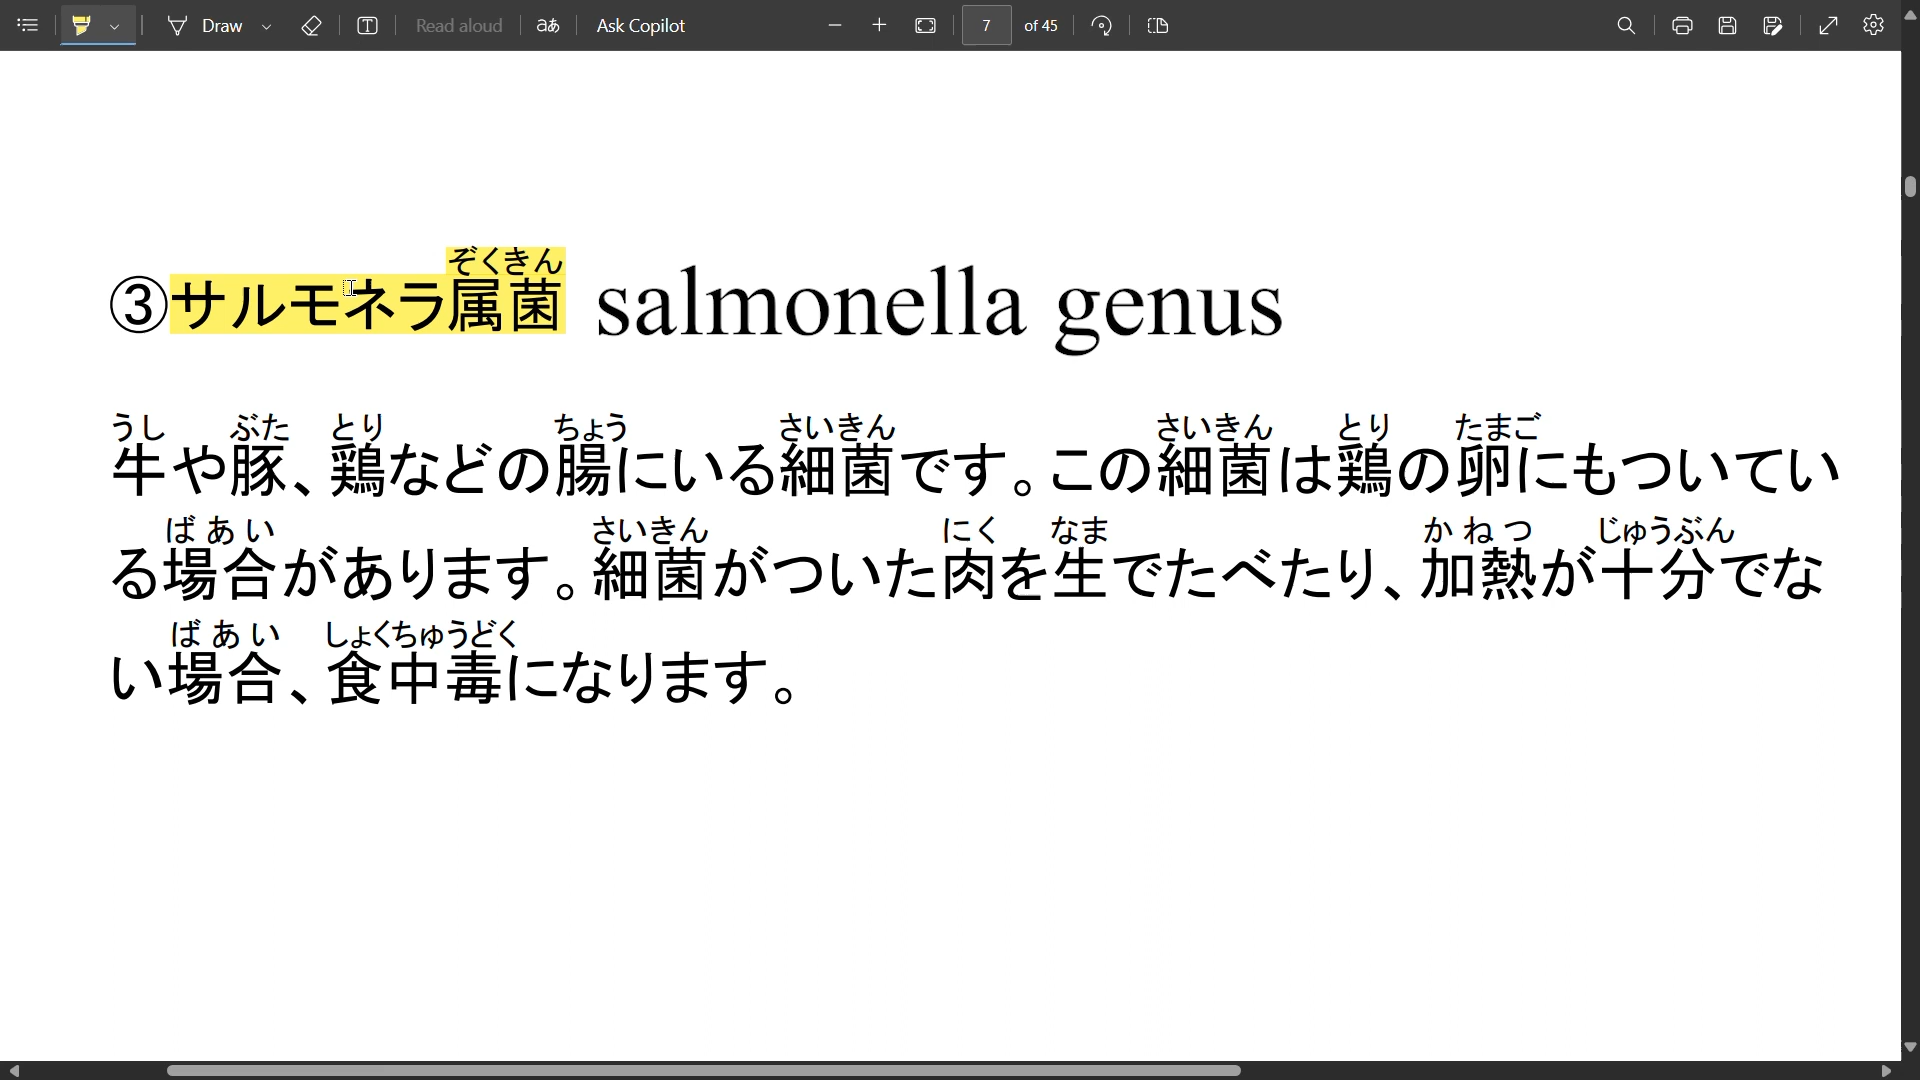 Draw Read aloud aあ Ask Copilot 7 of 45
ぞくきん
③サルモネラ属菌 salmonella genus
うし ぶた とり ちょう さいきん さいきん とり たまご
牛や豚、鶏などの腸にいる細菌です。この細菌は鶏の卵にもついてい
ばあい さいきん にく なま かねつ じゅうぶん
る場合があります。細菌がついた肉を生でたべたり、加熱が十分でな
ばあい しょくちゅうどく
い場合、食中毒になります。